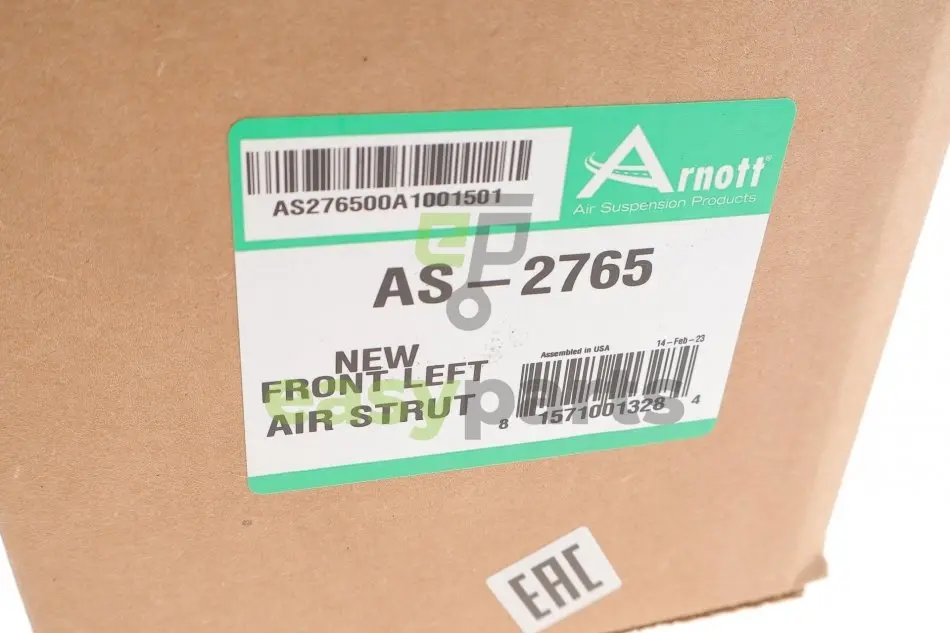 AS276500A1001501
Arnott®
Air Suspension Products
AS-2765
14-Feb-23
Assembled in USA
NEW
FRONT LEFT
AIR STRUT
8 1571001328 4
ep
easyparts
EAC